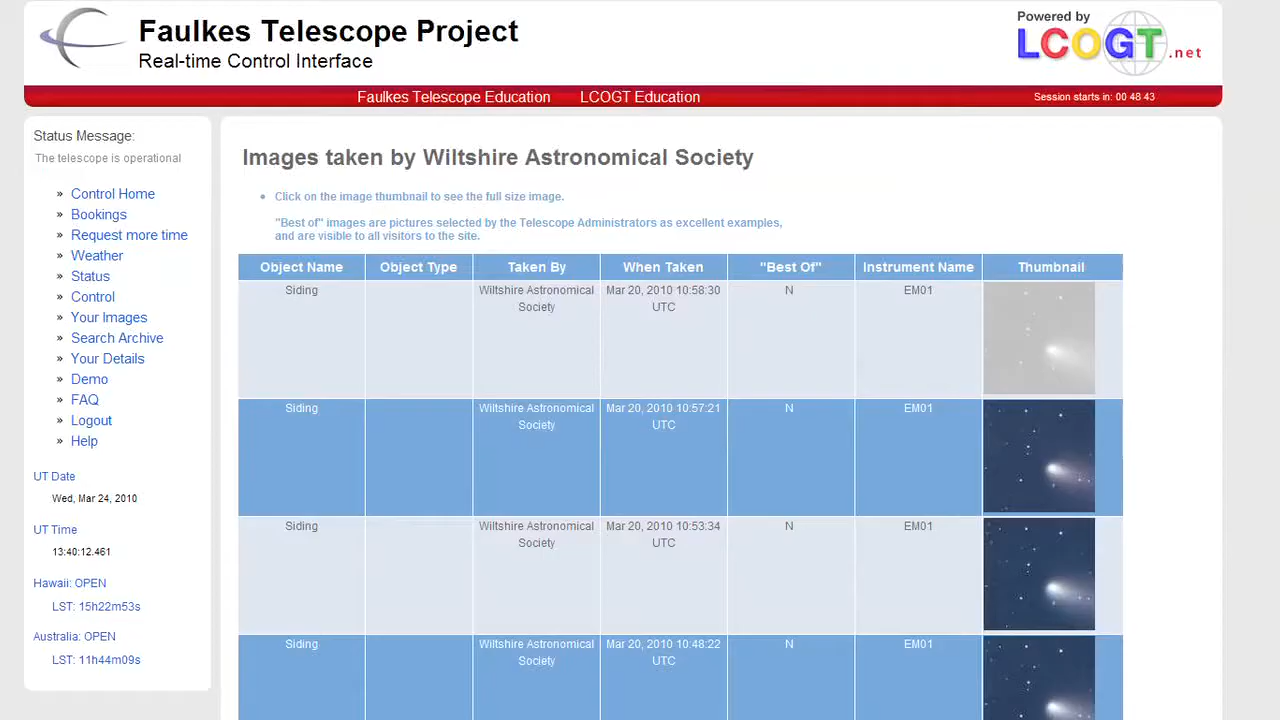 Faulkes Telescope Project
Real-time Control Interface
Powered by
LCOGT.net
Faulkes Telescope Education
LCOGT Education
Session starts in: 00 48 43
Status Message:
The telescope is operational
» Control Home
» Bookings
» Request more time
» Weather
» Status
» Control
» Your Images
» Search Archive
» Your Details
» Demo
» FAQ
» Logout
» Help
UT Date
Wed, Mar 24, 2010
UT Time
13:40:12.461
Hawaii: OPEN
LST: 15h22m53s
Australia: OPEN
LST: 11h44m09s
Images taken by Wiltshire Astronomical Society
• Click on the image thumbnail to see the full size image.
"Best of" images are pictures selected by the Telescope Administrators as excellent examples,
and are visible to all visitors to the site.
Object Name Object Type Taken By When Taken "Best Of" Instrument Name Thumbnail
Siding Wiltshire Astronomical Mar 20, 2010 10:58:30 N EM01
Society UTC
Siding Wiltshire Astronomical Mar 20, 2010 10:57:21 N EM01
Society UTC
Siding Wiltshire Astronomical Mar 20, 2010 10:53:34 N EM01
Society UTC
Siding Wiltshire Astronomical Mar 20, 2010 10:48:22 N EM01
Society UTC